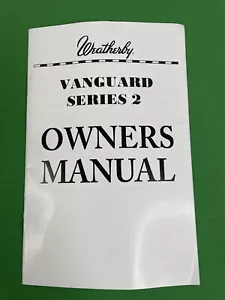 Weatherby
VANGUARD
SERIES 2
OWNERS
MANUAL